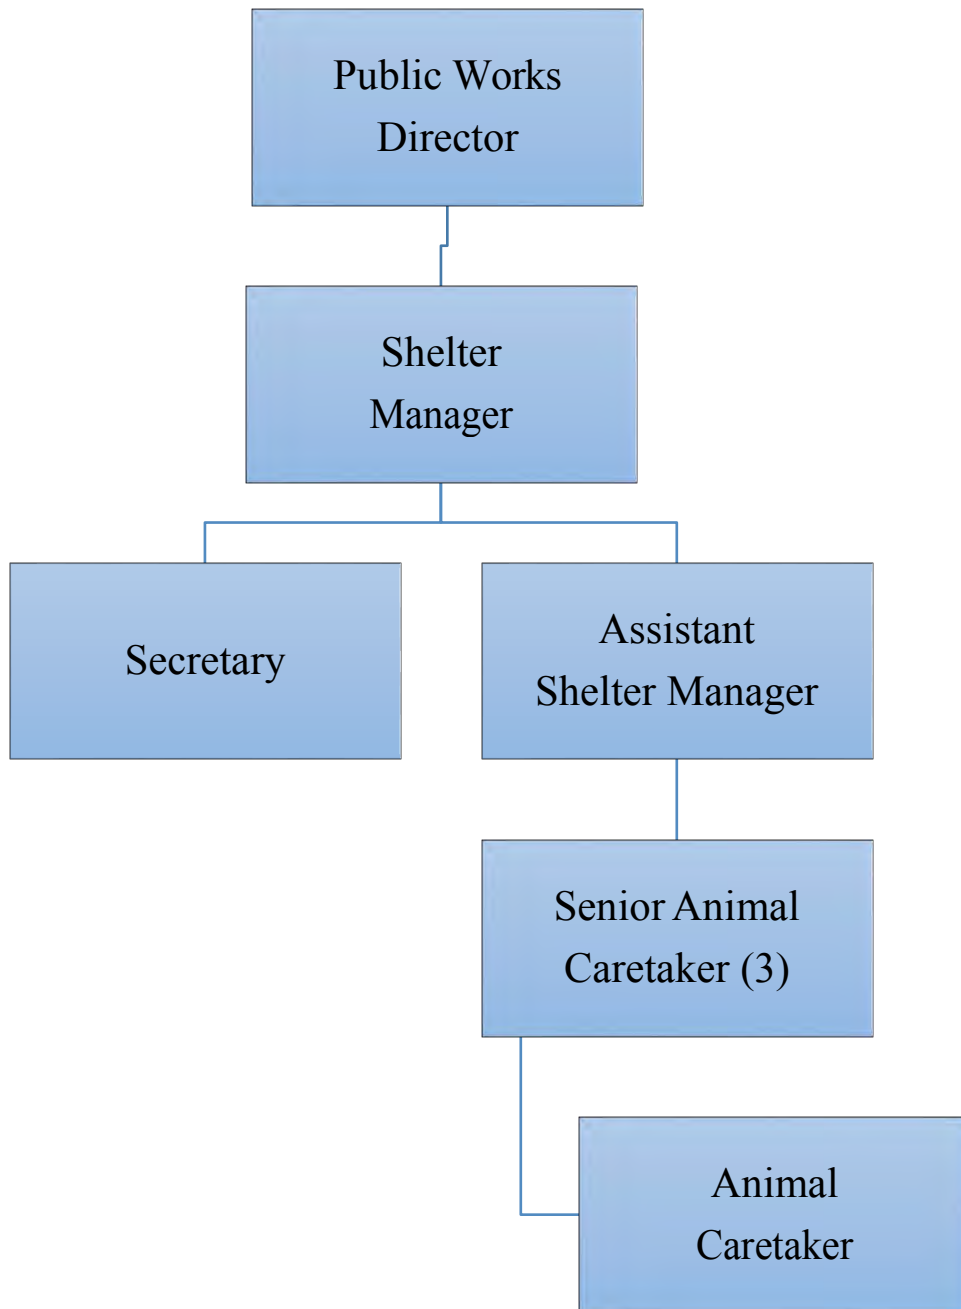 Public Works
Director
Shelter
Manager
Secretary
Assistant
Shelter Manager
Senior Animal
Caretaker (3)
Animal
Caretaker